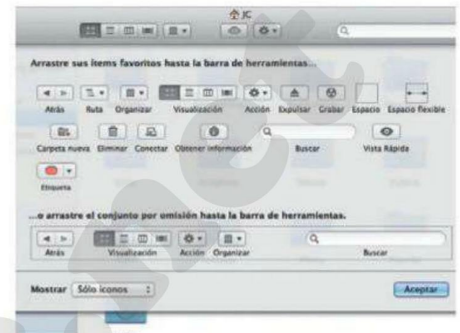 JC
Arrastre sus ítems favoritos hasta la barra de herramientas...
Atrás Ruta Organizar Visualización Acción Expulsar Grabar Espacio Espacio flexible
Carpeta nueva Eliminar Conectar Obtener información Buscar Vista Rápida
Etiqueta
...o arrastre el conjunto por omisión hasta la barra de herramientas.
Atrás Visualización Acción Organizar Buscar
Mostrar Sólo iconos Aceptar